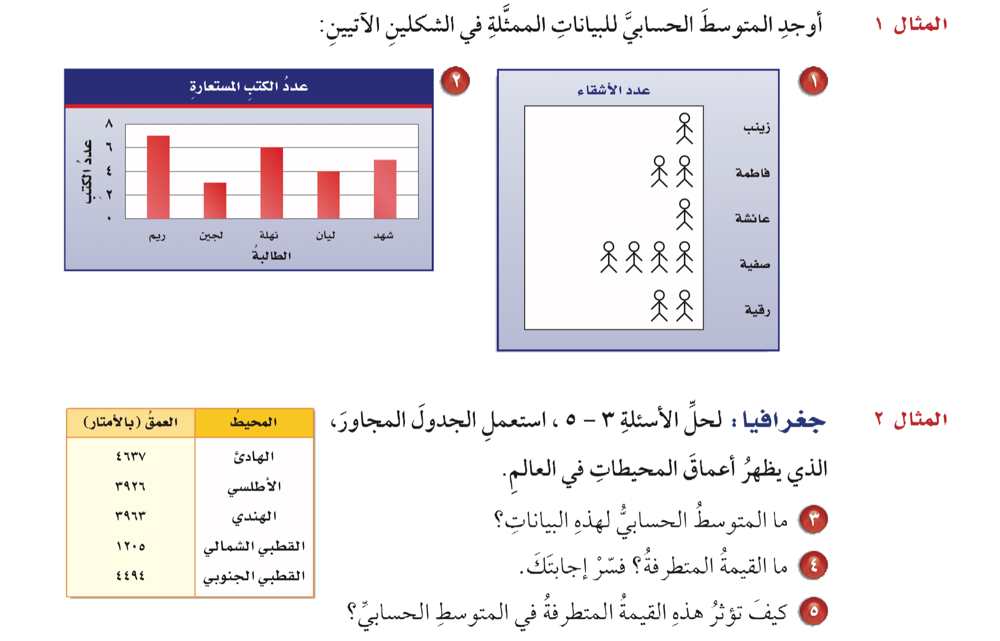 المثال ١ أوجدِ المتوسطَ الحسابيَّ للبياناتِ الممثَّلةِ في الشكلينِ الآتيينِ:
١
عدد الأشقاءِ
زينب
فاطمة
عائشة
صفية
رقية
٢
عددُ الكتبِ المستعارةِ
عددُ الكتبِ
٨
٦
٤
٢
٠
ريم لجين نهلة ليان شهد
الطالبةُ
المثال ٢ جغرافيا: لحلِّ الأسئلةِ ٣ – ٥ ، استعملِ الجدولَ المجاورَ،
الذي يظهرُ أعماقَ المحيطاتِ في العالمِ.
٣ ما المتوسطُ الحسابيُّ لهذهِ البياناتِ؟
٤ ما القيمةُ المتطرفةُ؟ فسّرْ إجابتَكَ.
٥ كيفَ تؤثرُ هذهِ القيمةُ المتطرفةُ في المتوسطِ الحسابيِّ؟
المحيطُ العمقُ (بالأمتار)
الهادئ ٤٦٣٧
الأطلسي ٣٩٢٦
الهندي ٣٩٦٣
القطبي الشمالي ١٢٠٥
القطبي الجنوبي ٤٤٩٤